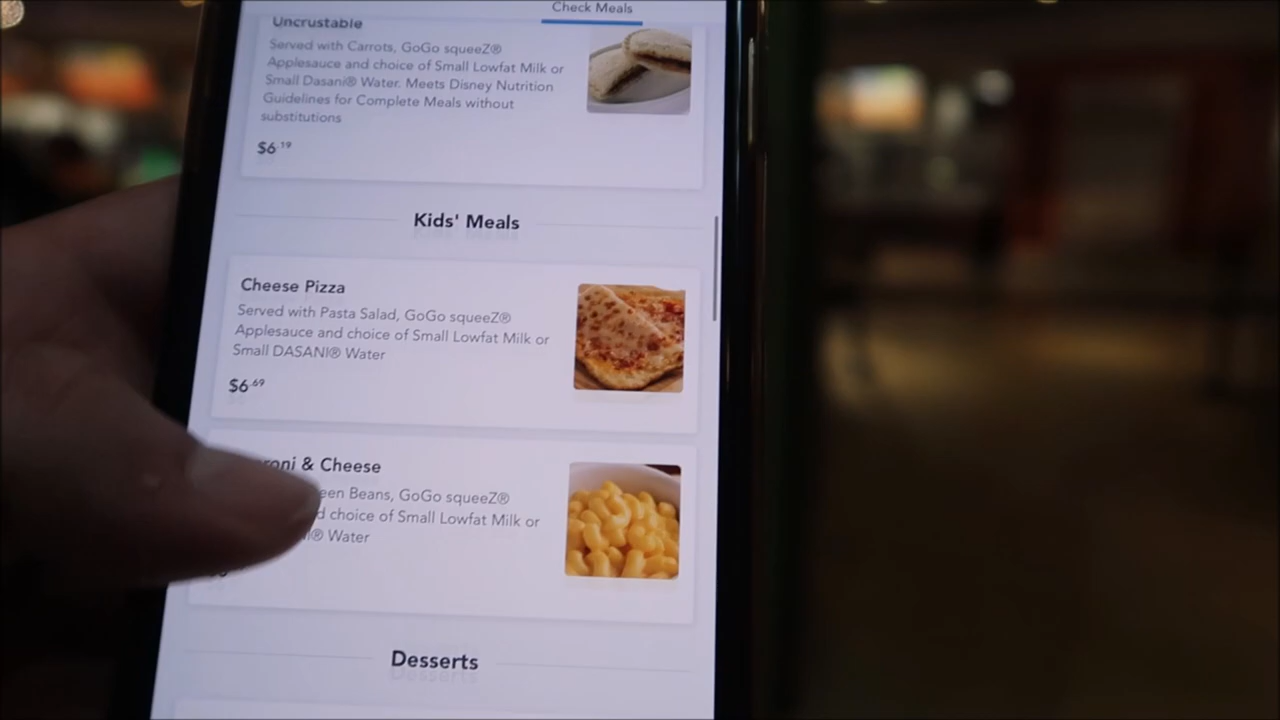 Check Meals
Uncrustable
Served with Carrots, GoGo squeeZ®
Applesauce and choice of Small Lowfat Milk or
Small Dasani® Water. Meets Disney Nutrition
Guidelines for Complete Meals without
substitutions
$6.19
Kids' Meals
Cheese Pizza
Served with Pasta Salad, GoGo squeeZ®
Applesauce and choice of Small Lowfat Milk or
Small DASANI® Water
$6.69
& Cheese
Beans, GoGo squeeZ®
choice of Small Lowfat Milk or
Water
Desserts